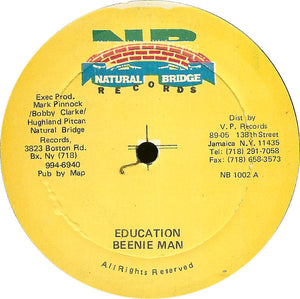 NB
NATURAL BRIDGE
RECORDS
Exec Prod.
Mark Pinnock
/Bobby Clarke/
Hughland Pitcan
Natural Bridge
Records,
3823 Boston Rd.
Bx. Ny (718)
994-6940
Pub by Map
Dist by
V. P. Records
89-05 138th Street
Jamaica N.Y, 11435
Tel: (718) 291-7058
Fax: (718) 658-3573
NB 1002 A
EDUCATION
BEENIE MAN
All Rights Reserved